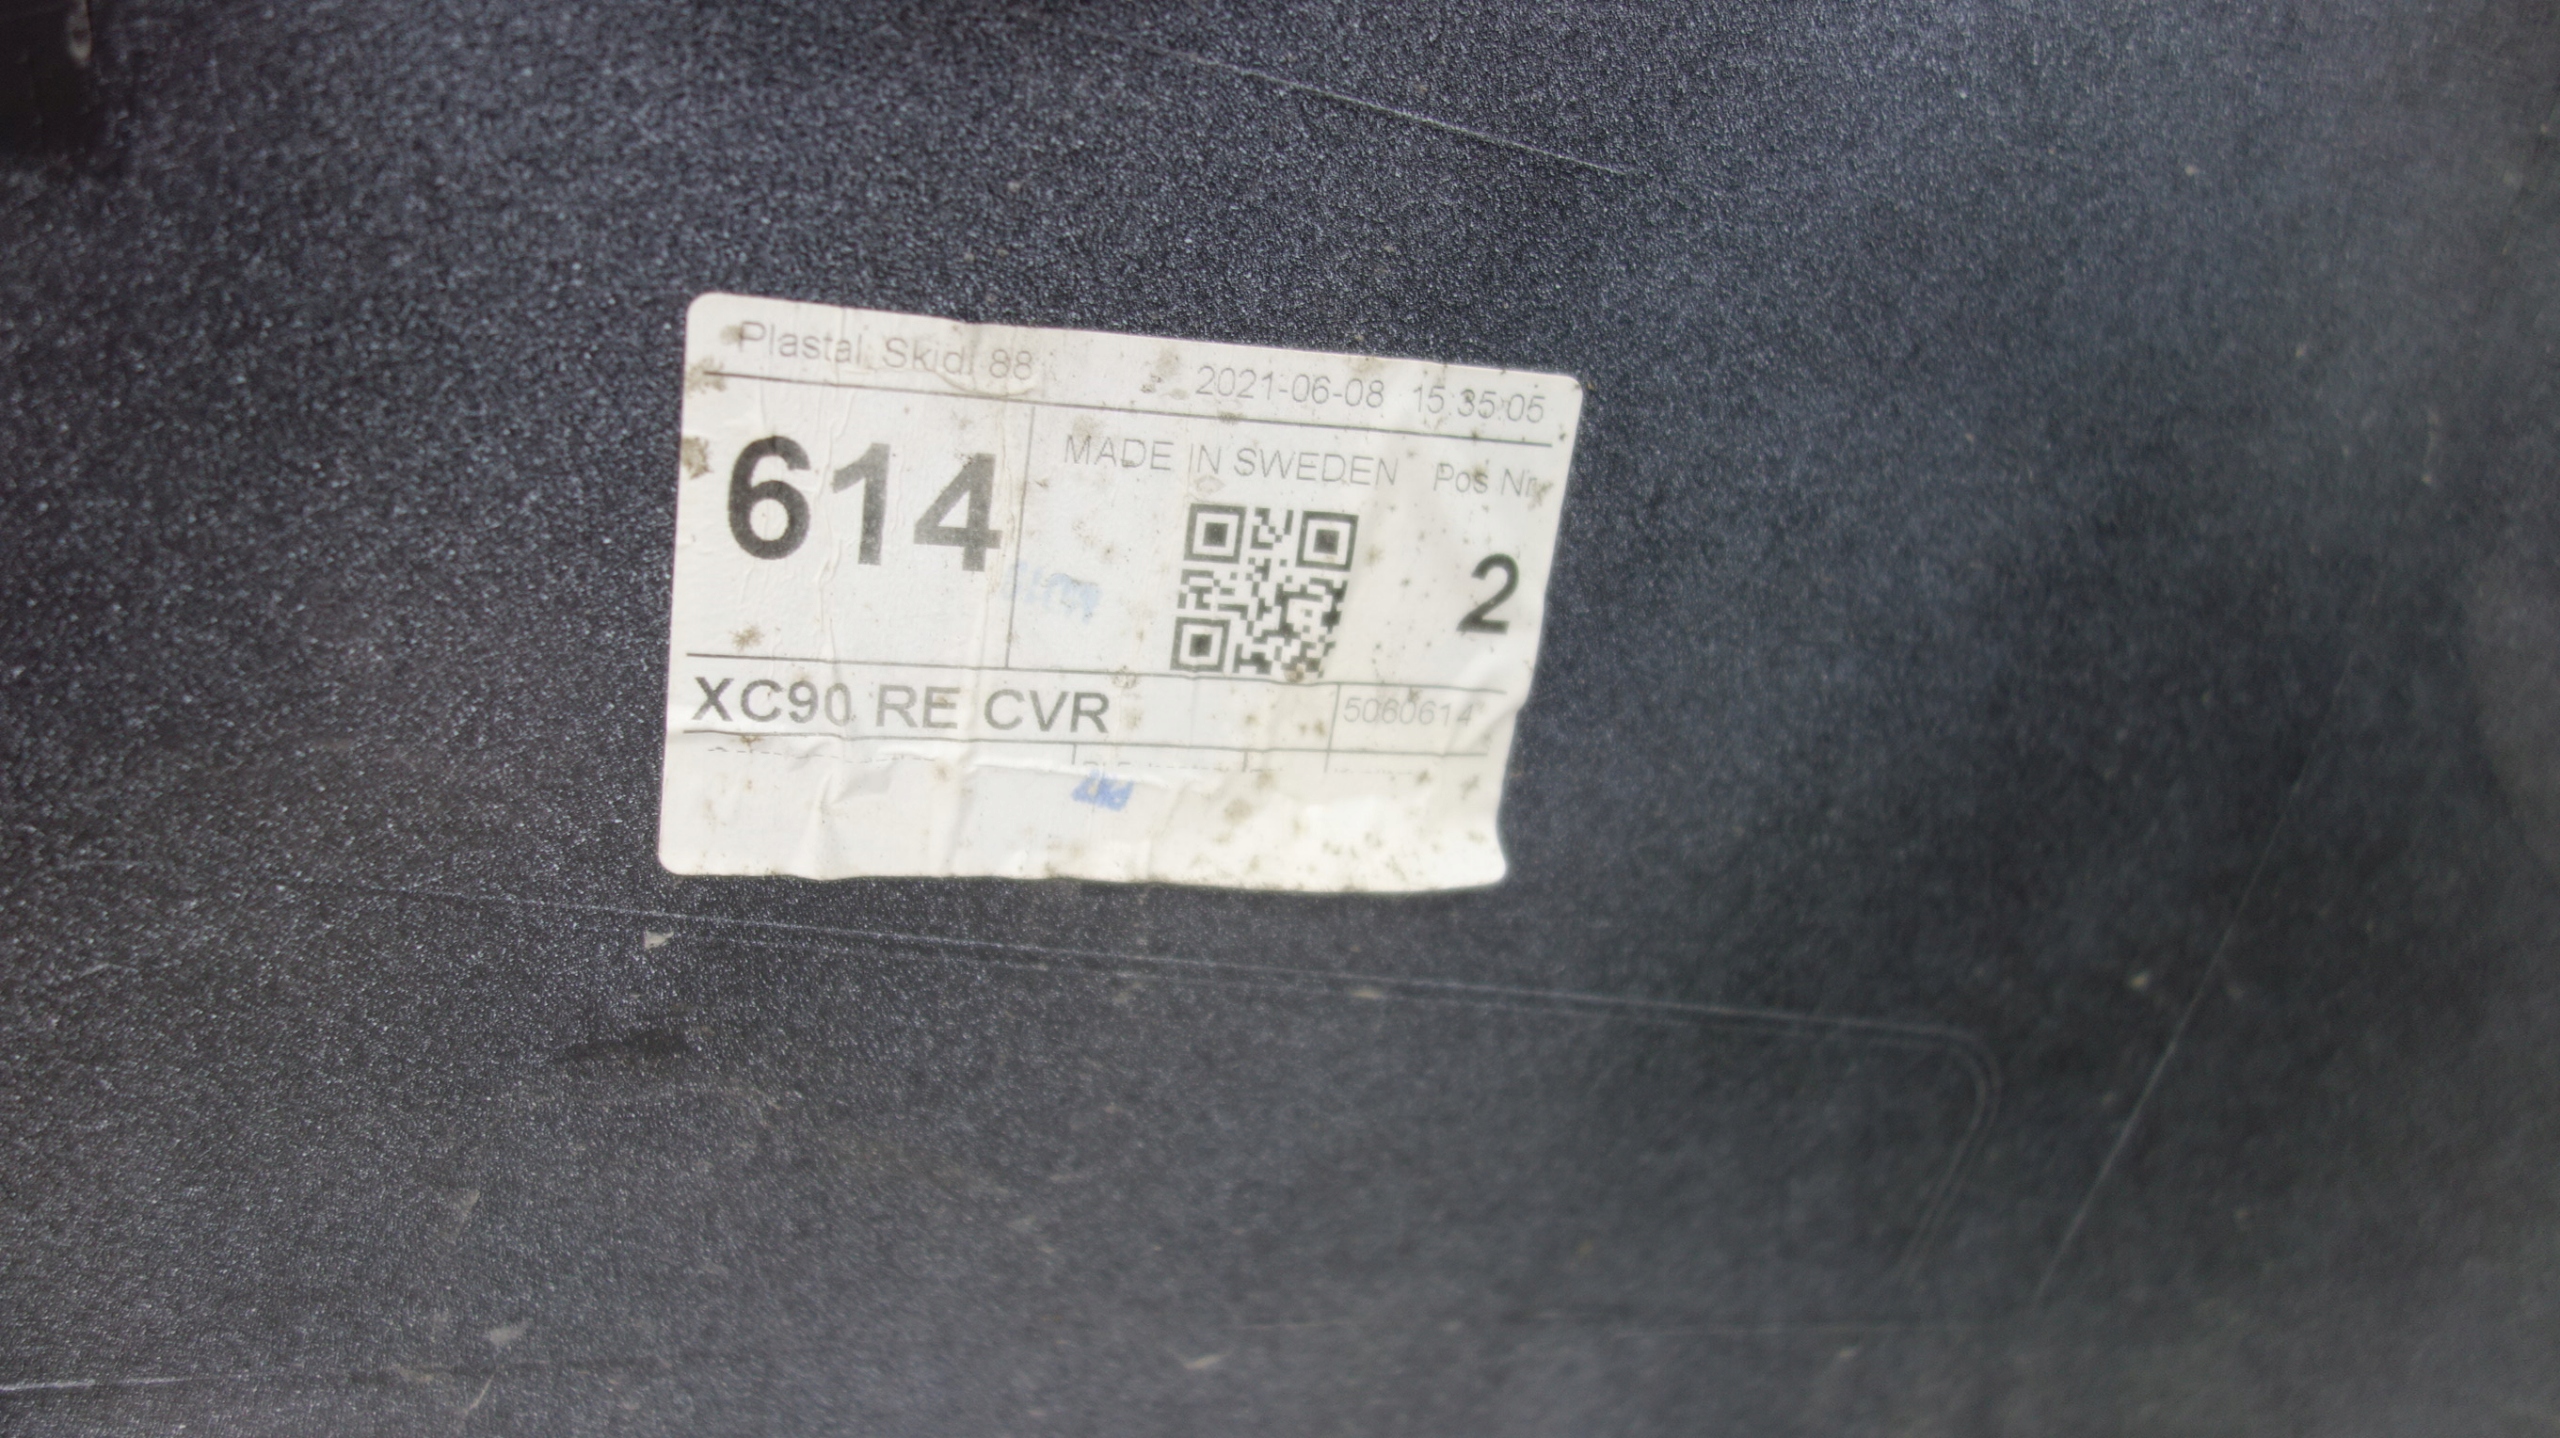 Plastal Skid. 88 2021-06-08 15:35:05
614 MADE IN SWEDEN Pos Nr.
2
XC90 RE CVR 5060614